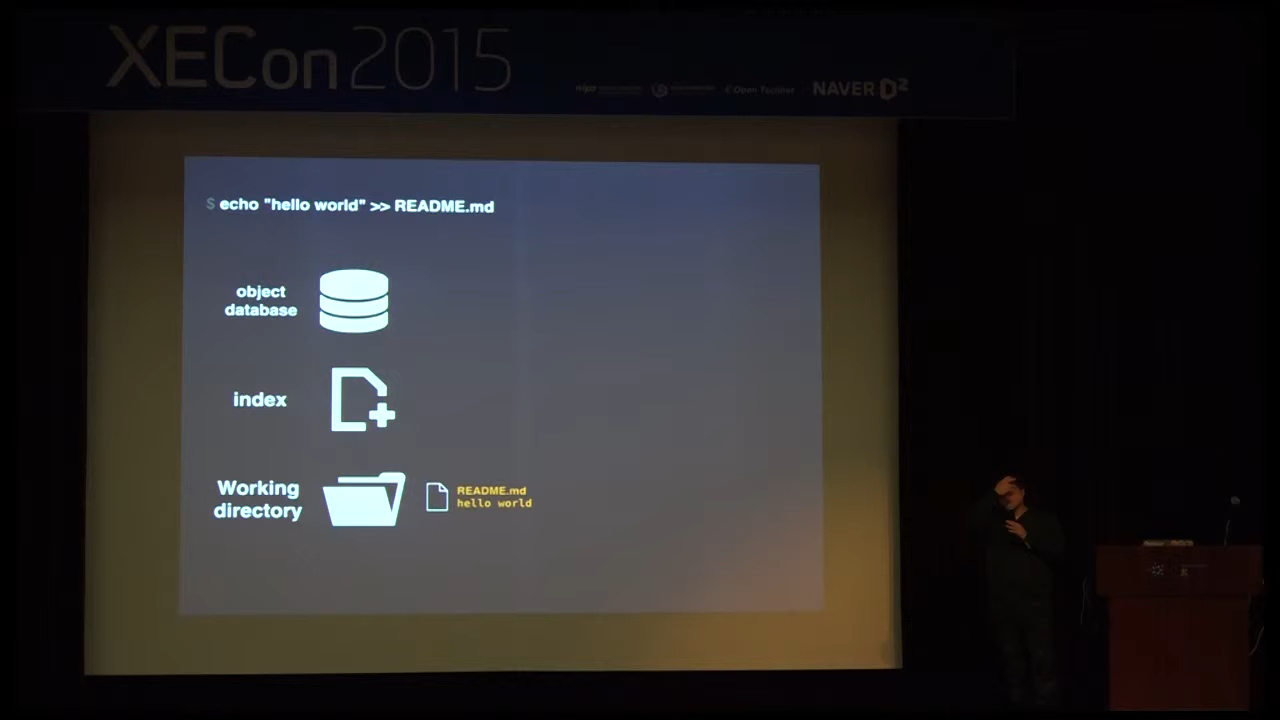 XECon2015
NAVER D2
$ echo "hello world" >> README.md
object
database
index
Working
directory
README.md
hello world